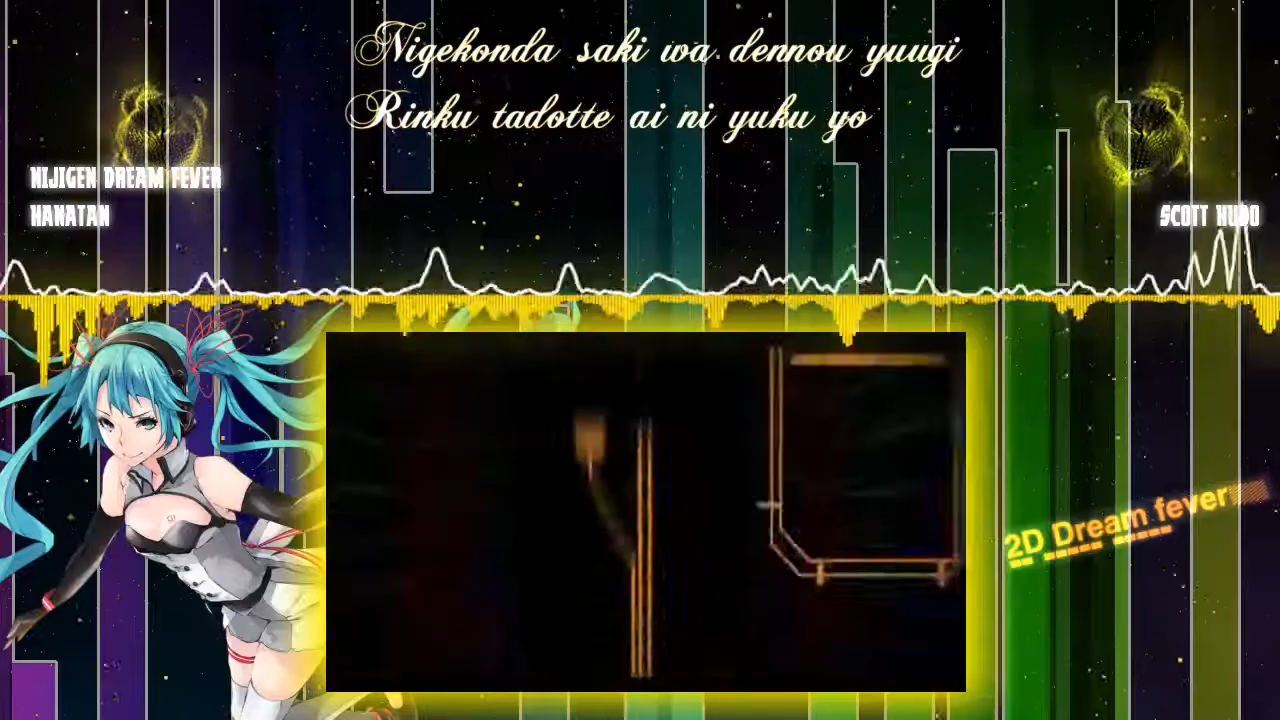 Nigekonda saki wa dennou yuugi
Rinku tadotte ai ni yuku yo
NIJIGEN DREAM FEVER
HANATAN
SCOTT HUDO
2D Dream fever